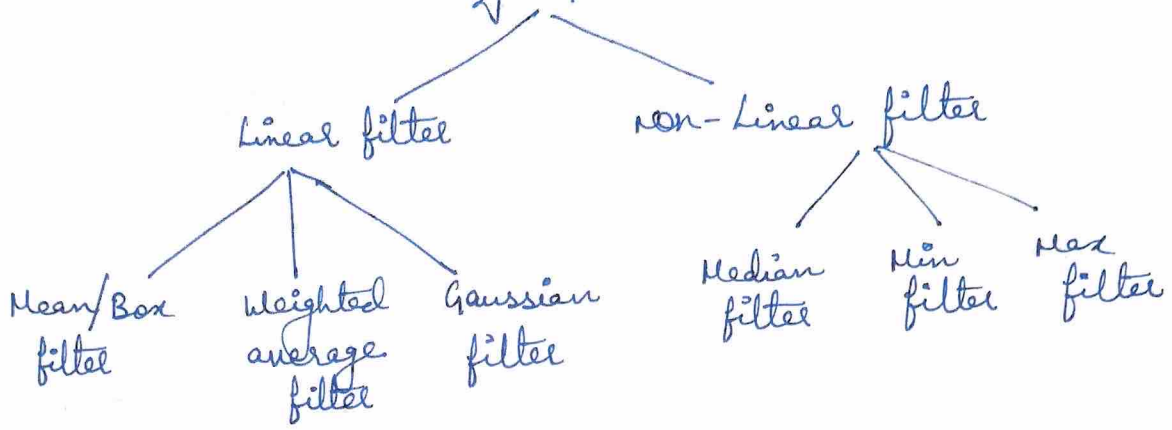 Linear filter
non-Linear filter
Mean/Box
filter
Weighted
average
filter
Gaussian
filter
Median
filter
Min
filter
Max
filter